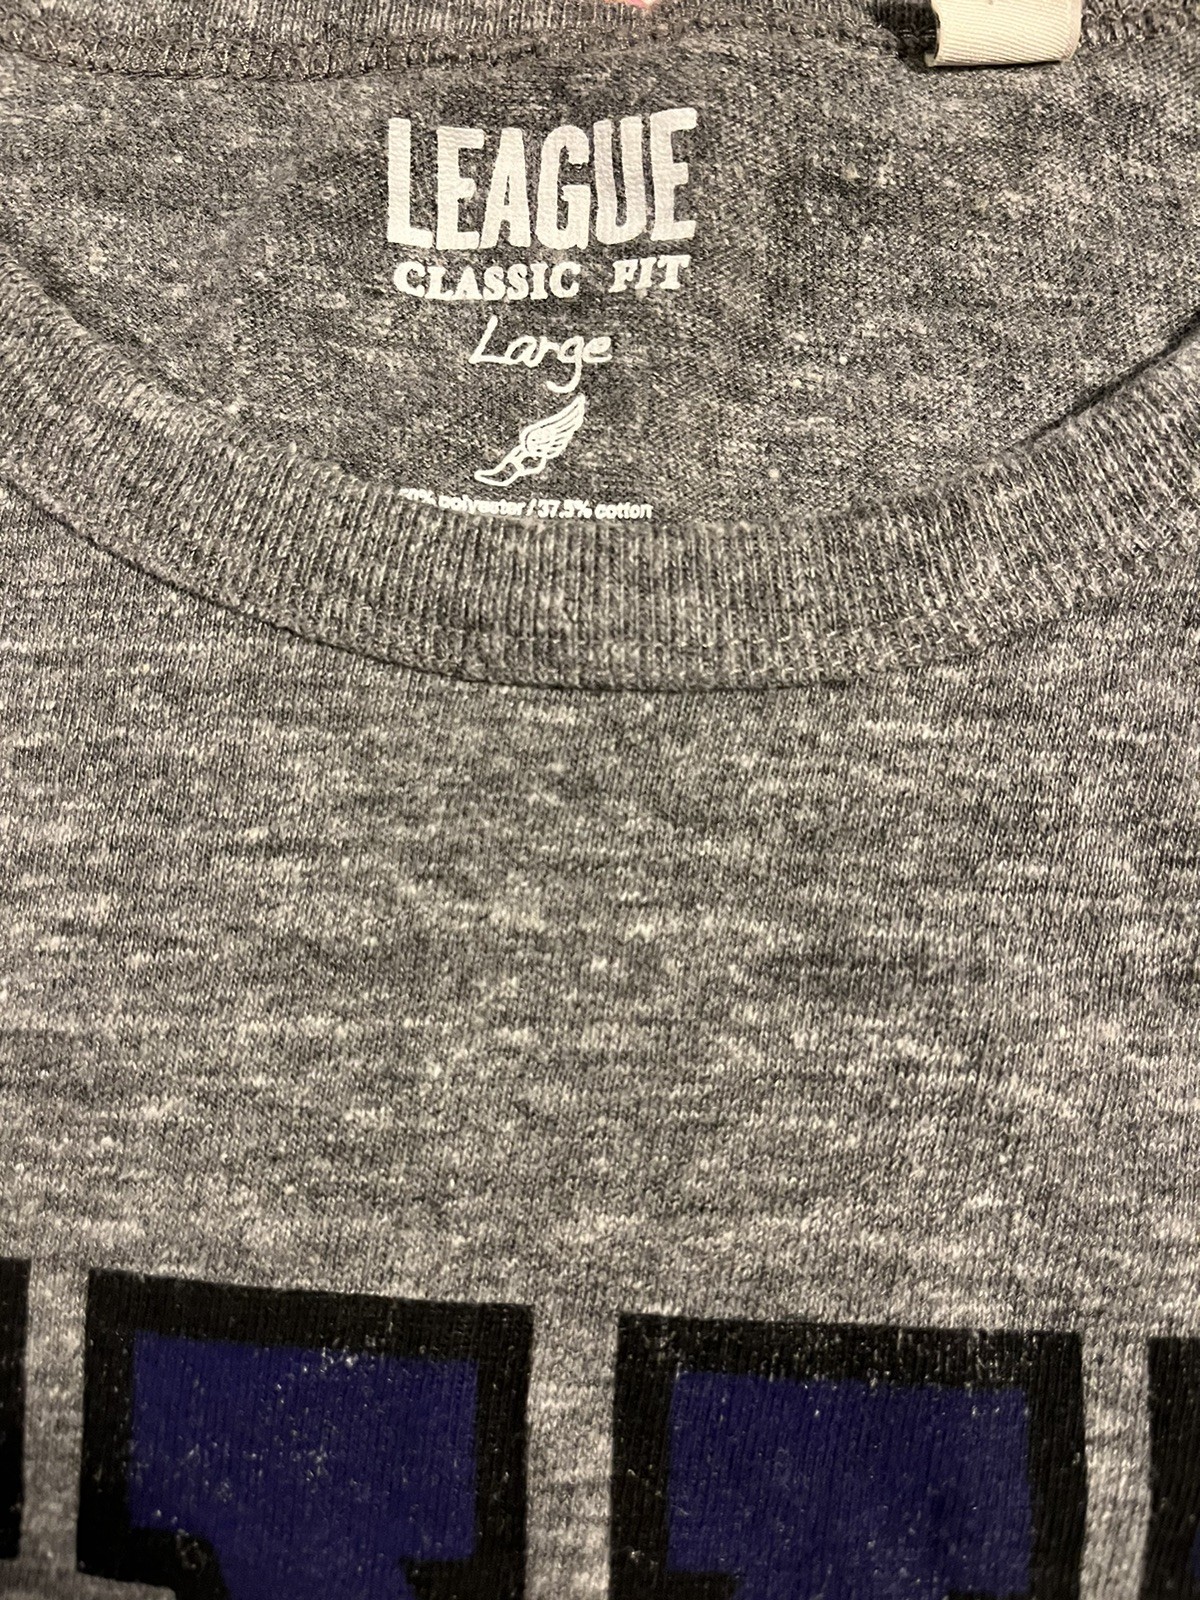 LEAGUE
CLASSIC FIT
Large
polyester / 37.5% cotton